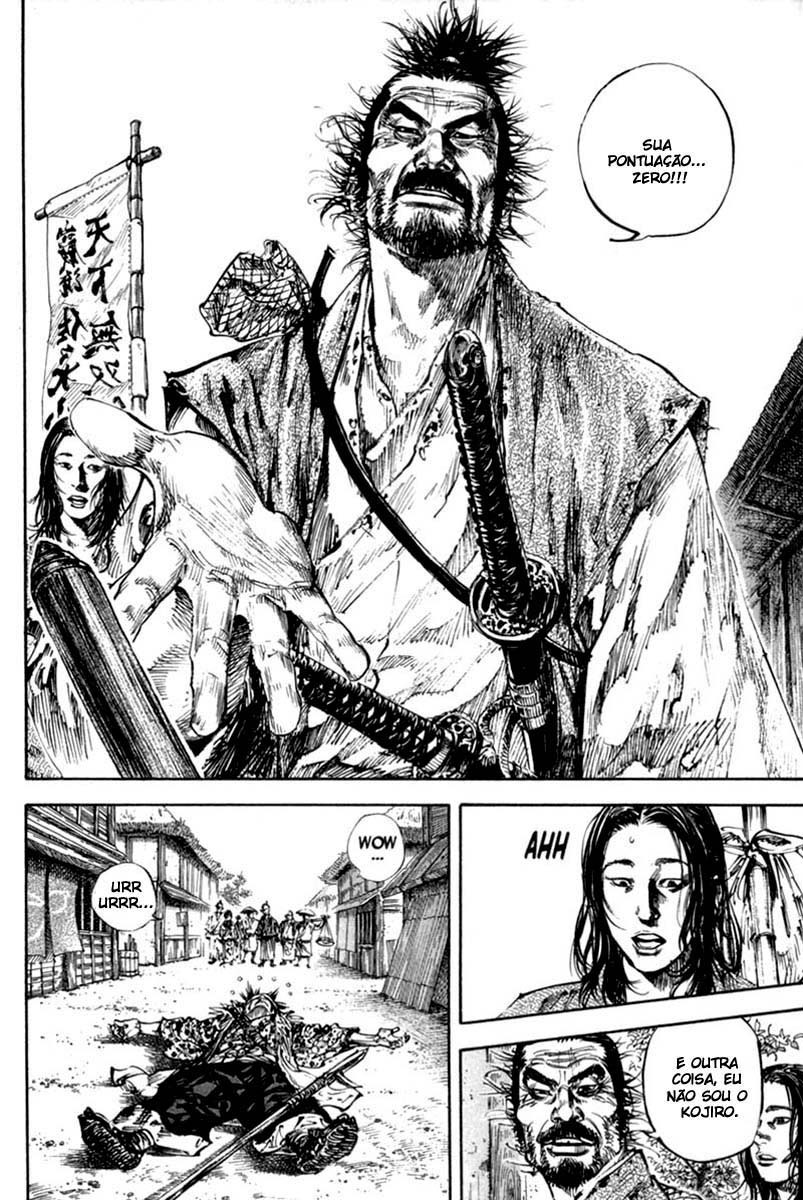 SUA
PONTUAÇÃO...
ZERO!!!
天下無双
AHH
WOW
...
URR
URRR...
E OUTRA
COISA, EU
NÃO SOU O
KOJIRO.